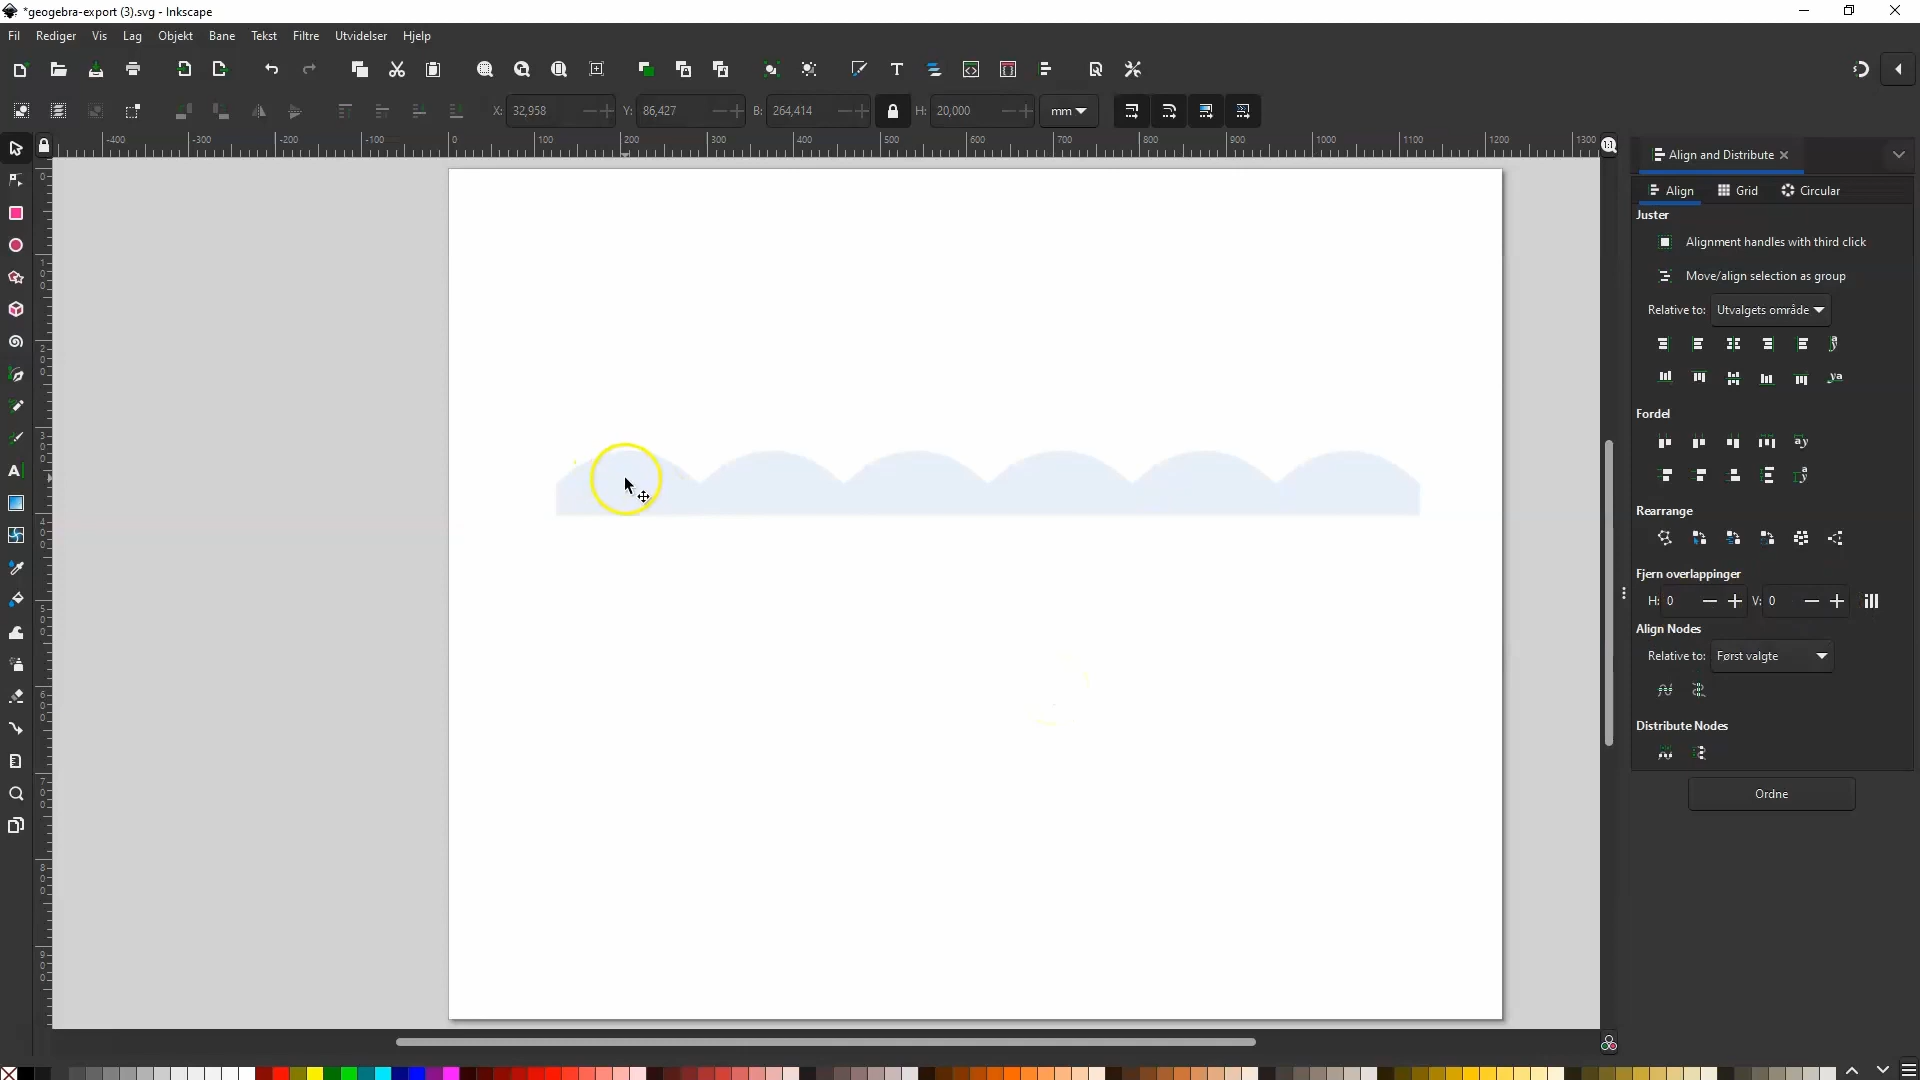 *geogebra-export (3).svg - Inkscape
Fil Rediger Vis Lag Objekt Bane Tekst Filtre Utvidelser Hjelp
X: 32,958 Y: 86,427 B: 264,414 H: 20,000 mm
-400 -300 -200 -100 0 100 200 300 400 500 600 700 800 900 1000 1100 1200 1300
Align and Distribute
Align Grid Circular
Juster
Alignment handles with third click
Move/align selection as group
Relative to: Utvalgets område
Fordel
Rearrange
Fjern overlappinger
H: 0 V: 0
Align Nodes
Relative to: Først valgte
Distribute Nodes
Ordne